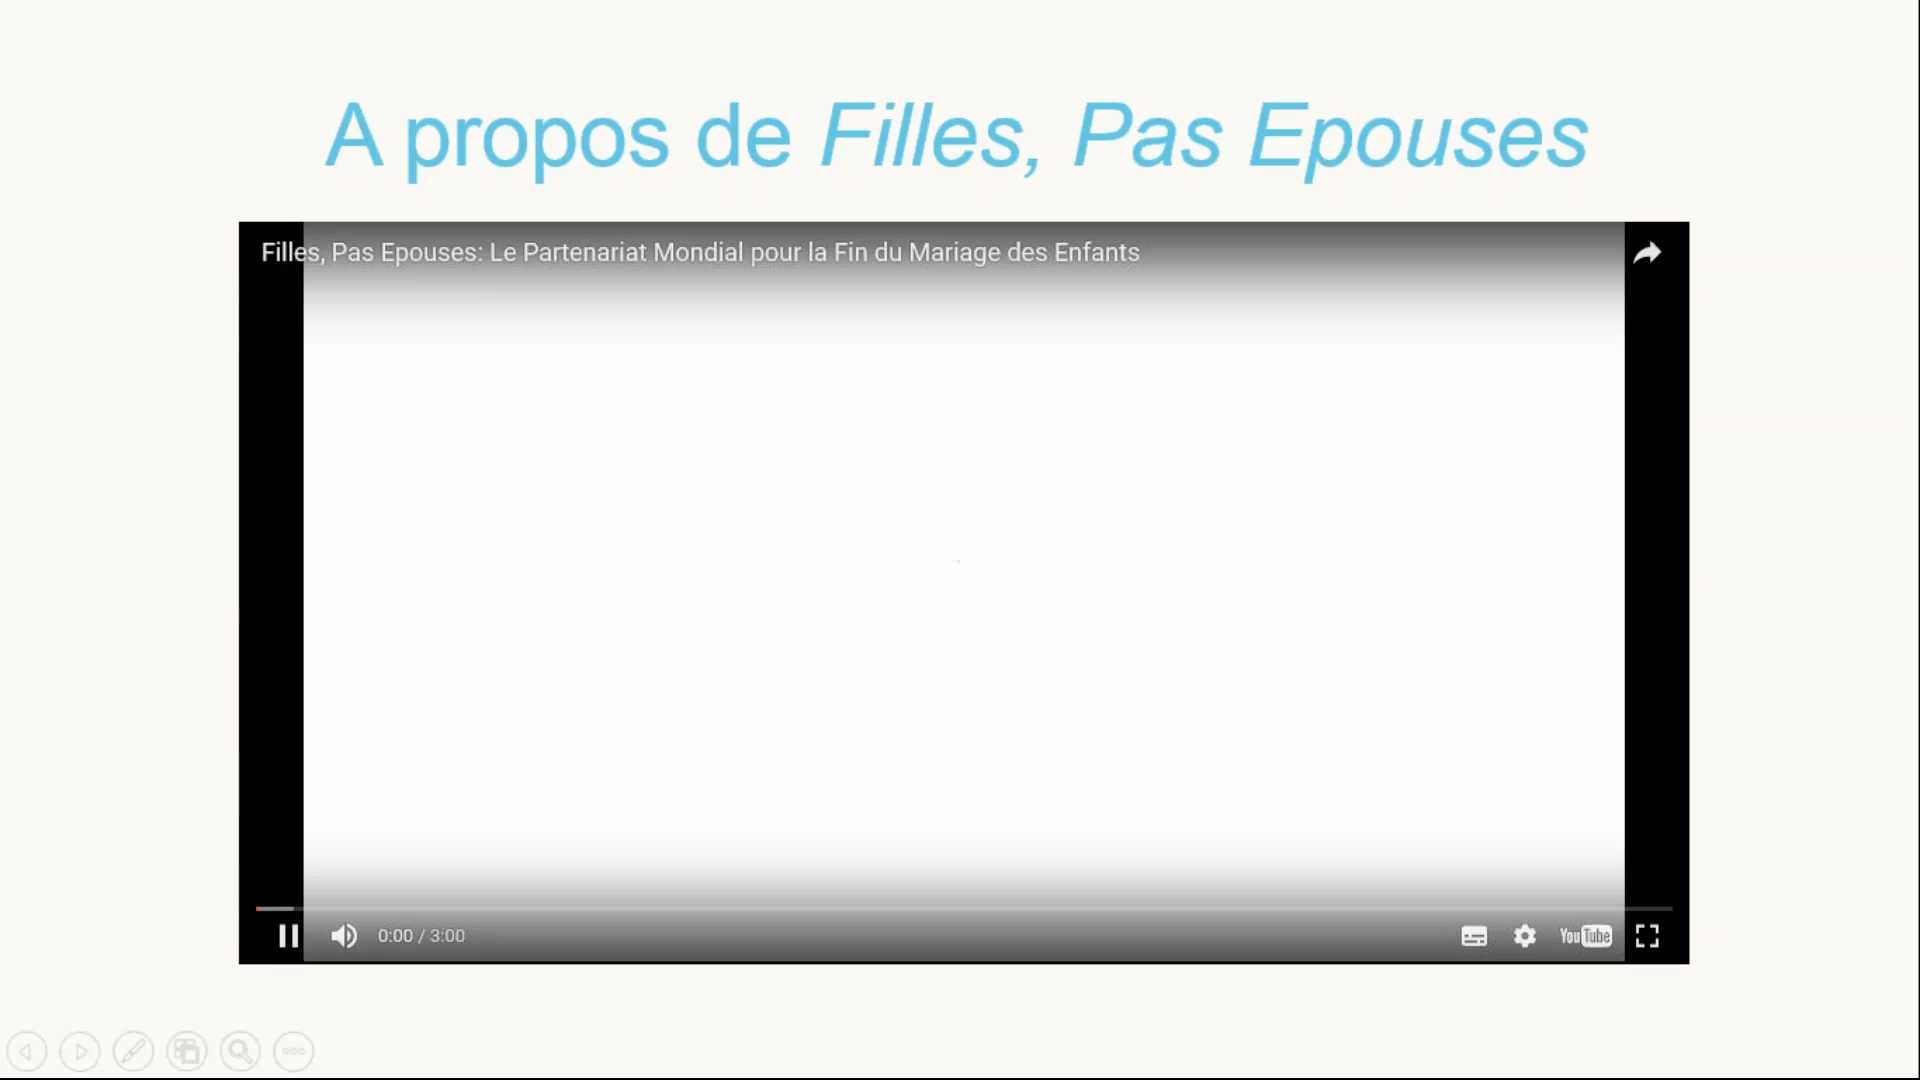 A propos de Filles, Pas Epouses
Filles, Pas Epouses: Le Partenariat Mondial pour la Fin du Mariage des Enfants
0:00 / 3:00
YouTube